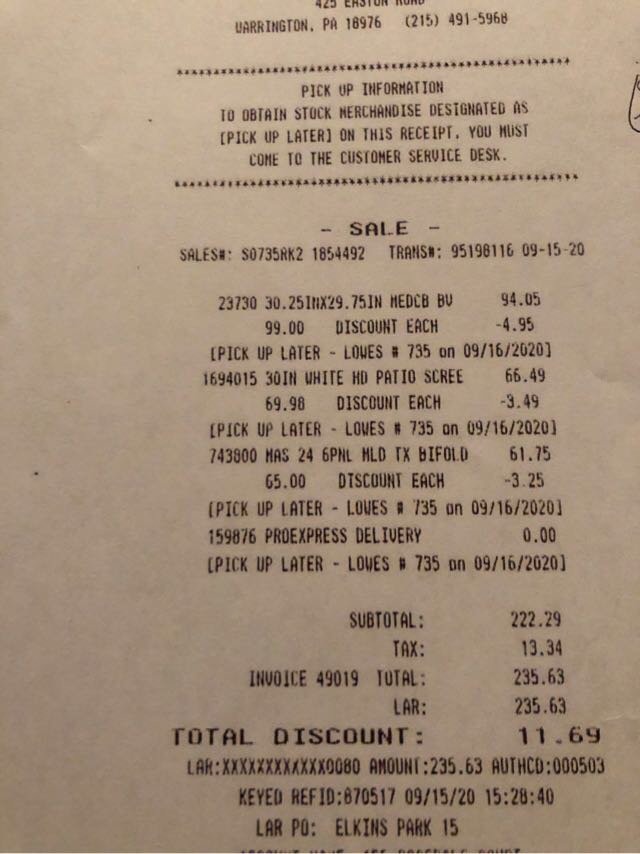 425 EASTON ROAD
WARRINGTON, PA 18976 (215) 491-5968
****************************************************
PICK UP INFORMATION
TO OBTAIN STOCK MERCHANDISE DESIGNATED AS
[PICK UP LATER] ON THIS RECEIPT, YOU MUST
COME TO THE CUSTOMER SERVICE DESK.
****************************************************
- SALE -
SALES#: S0735RK2 1854492 TRANS#: 95198116 09-15-20
23730 30.25INX29.75IN MEDCB BV 94.05
99.00 DISCOUNT EACH -4.95
[PICK UP LATER - LOWES # 735 on 09/16/2020]
1694015 30IN WHITE HD PATIO SCREE 66.49
69.98 DISCOUNT EACH -3.49
[PICK UP LATER - LOWES # 735 on 09/16/2020]
743800 MAS 24 6PNL MLD TX BIFOLD 61.75
65.00 DISCOUNT EACH -3.25
[PICK UP LATER - LOWES # 735 on 09/16/2020]
159876 PROEXPRESS DELIVERY 0.00
[PICK UP LATER - LOWES # 735 on 09/16/2020]
SUBTOTAL: 222.29
TAX: 13.34
INVOICE 49019 TOTAL: 235.63
LAR: 235.63
TOTAL DISCOUNT: 11.69
LAR:XXXXXXXXXXXX0080 AMOUNT:235.63 AUTHCD:000503
KEYED REFID:870517 09/15/20 15:28:40
LAR PO: ELKINS PARK 15